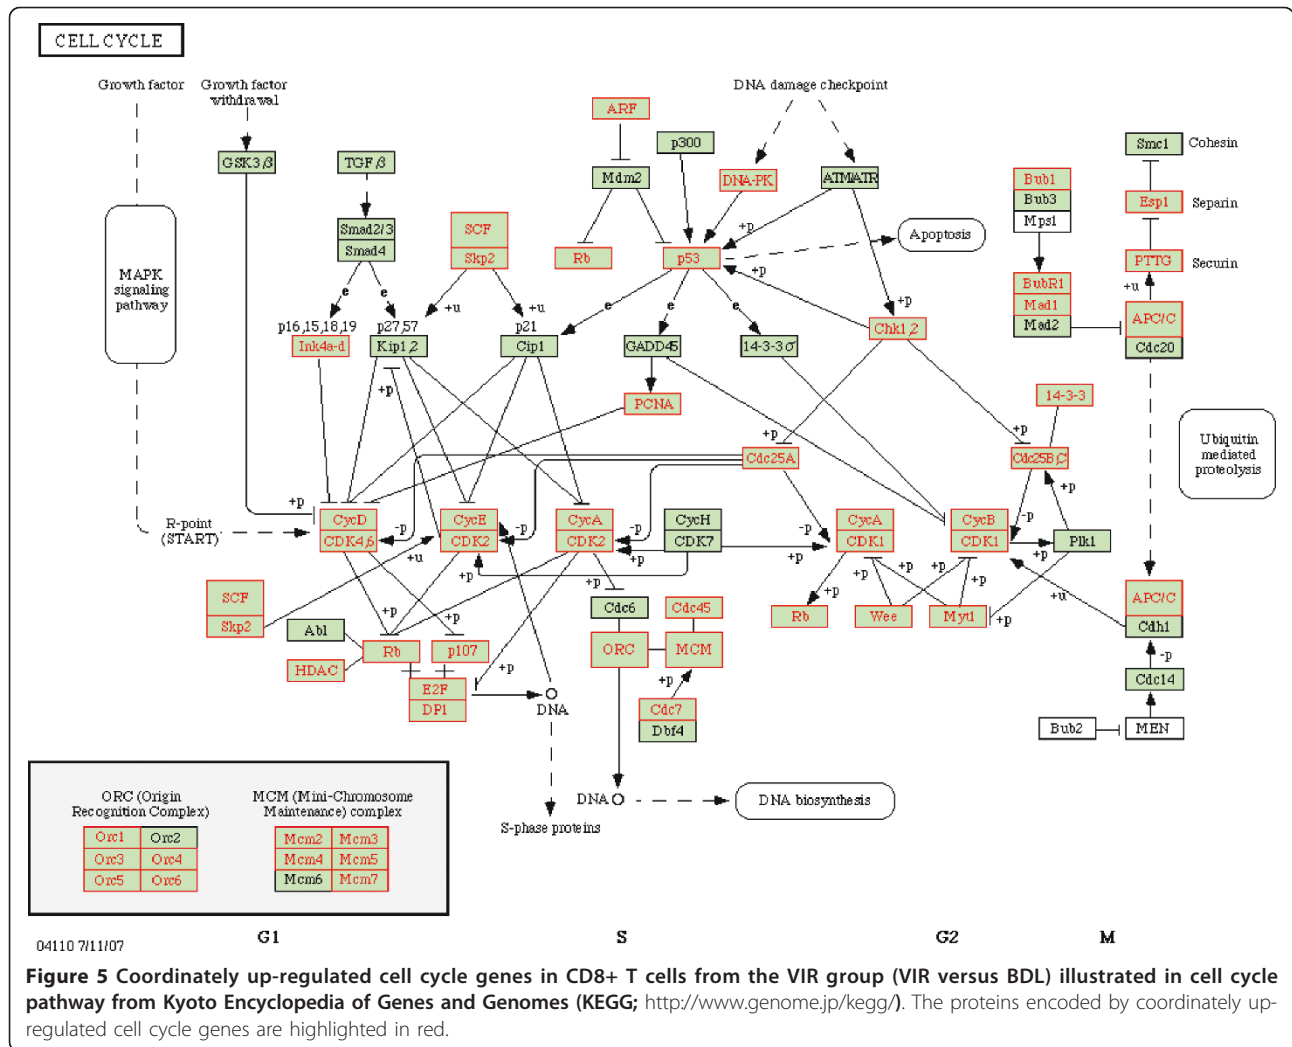 CELL CYCLE
Growth factor
Growth factor
withdrawal
DNA damage checkpoint
ARF
p300
Smc1
Cohesin
GSK3β
TGFβ
Mdm2
DNA-PK
ATM/ATR
Bub1
Bub3
Mps1
Esp1
Separin
Smad2/3
Smad4
SCF
Skp2
Rb
p53
+p
Apoptosis
MAPK
signaling
pathway
PTTG
Securin
BubR1
Mad1
Mad2
+u
APC/C
Cdc20
e
e
+u
+u
e
e
e
+p
+p
p16,15,18,19
Ink4a-d
p27,57
Kip1,2
p21
Cip1
GADD45
14-3-3σ
Chk1,2
+p
PCNA
14-3-3
+p
Cdc25A
+p
Cdc25B,C
Ubiquitin
mediated
proteolysis
+p
R-point
(START)
+p
CycD
CDK4,6
-p
CycE
CDK2
-p
CycA
CDK2
-p
+p
CycH
CDK7
-p
+p
CycA
CDK1
CycB
CDK1
-p
+p
Plk1
+u
+p
+p
SCF
Skp2
+p
+p
Cdc6
Cdc45
+p
Rb
Wee
+p
Myt1
+p
+u
APC/C
Cdh1
Abl
HDAC
Rb
p107
+p
ORC
MCM
+p
-p
Cdc14
E2F
DP1
DNA
Cdc7
Dbf4
Bub2
MEN
ORC (Origin
Recognition Complex)
MCM (Mini-Chromosome
Maintenance) complex
Orc1 Orc2
Orc3 Orc4
Orc5 Orc6
Mcm2 Mcm3
Mcm4 Mcm5
Mcm6 Mcm7
S-phase proteins
DNA
DNA biosynthesis
04110 7/11/07
G1
S
G2
M
Figure 5 Coordinately up-regulated cell cycle genes in CD8+ T cells from the VIR group (VIR versus BDL) illustrated in cell cycle
pathway from Kyoto Encyclopedia of Genes and Genomes (KEGG; http://www.genome.jp/kegg/). The proteins encoded by coordinately up-
regulated cell cycle genes are highlighted in red.